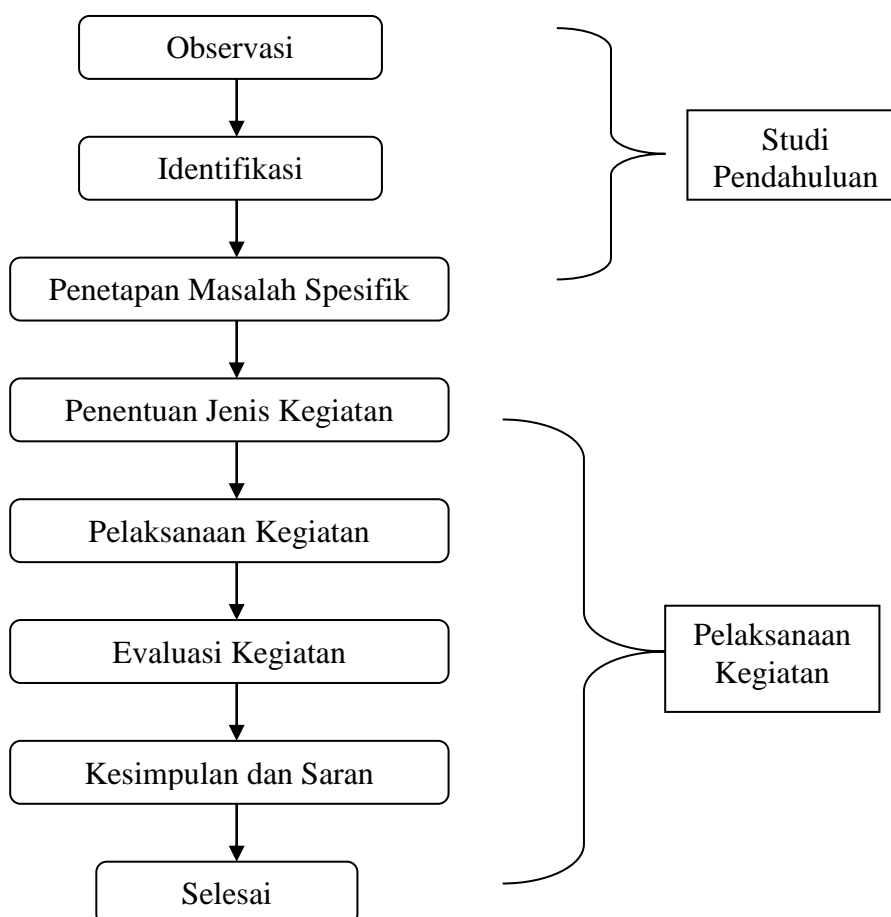 Observasi
Identifikasi
Penetapan Masalah Spesifik
Studi
Pendahuluan
Penentuan Jenis Kegiatan
Pelaksanaan Kegiatan
Evaluasi Kegiatan
Kesimpulan dan Saran
Selesai
Pelaksanaan
Kegiatan